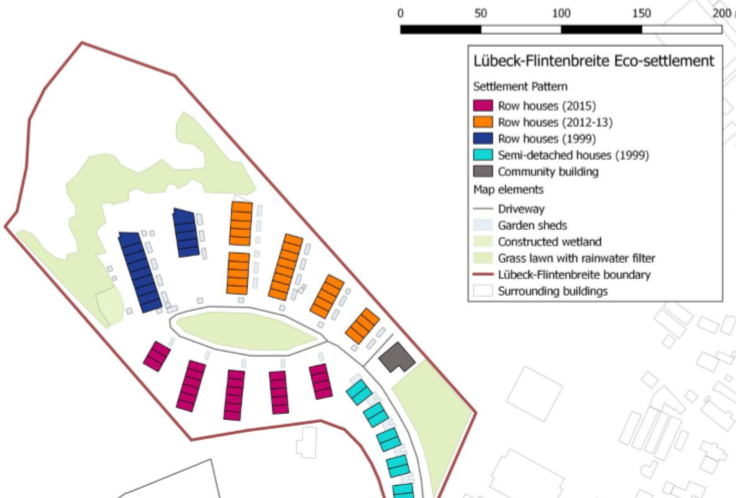 0 50 100 150 200
Lübeck-Flintenbreite Eco-settlement
Settlement Pattern
Row houses (2015)
Row houses (2012-13)
Row houses (1999)
Semi-detached houses (1999)
Community building
Map elements
Driveway
Garden sheds
Constructed wetland
Grass lawn with rainwater filter
Lübeck-Flintenbreite boundary
Surrounding buildings